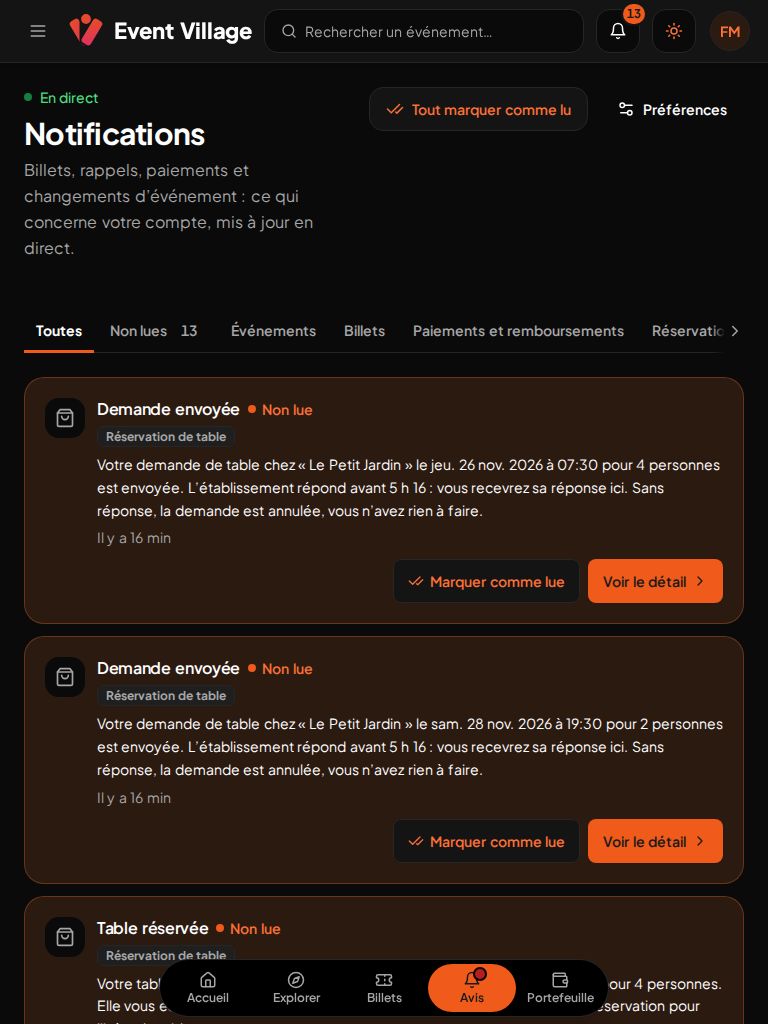 Event Village
Rechercher un événement…
13
FM
En direct
Notifications
Billets, rappels, paiements et
changements d’événement : ce qui
concerne votre compte, mis à jour en
direct.
Tout marquer comme lu
Préférences
Toutes
Non lues 13
Événements
Billets
Paiements et remboursements
Réservatio
Demande envoyée
Non lue
Réservation de table
Votre demande de table chez « Le Petit Jardin » le jeu. 26 nov. 2026 à 07:30 pour 4 personnes
est envoyée. L’établissement répond avant 5 h 16 : vous recevrez sa réponse ici. Sans
réponse, la demande est annulée, vous n’avez rien à faire.
Il y a 16 min
Marquer comme lue
Voir le détail
Demande envoyée
Non lue
Réservation de table
Votre demande de table chez « Le Petit Jardin » le sam. 28 nov. 2026 à 19:30 pour 2 personnes
est envoyée. L’établissement répond avant 5 h 16 : vous recevrez sa réponse ici. Sans
réponse, la demande est annulée, vous n’avez rien à faire.
Il y a 16 min
Marquer comme lue
Voir le détail
Table réservée
Non lue
Réservation de table
Votre
our 4 personnes.
Elle vous
servation pour
Accueil
Explorer
Billets
Avis
Portefeuille